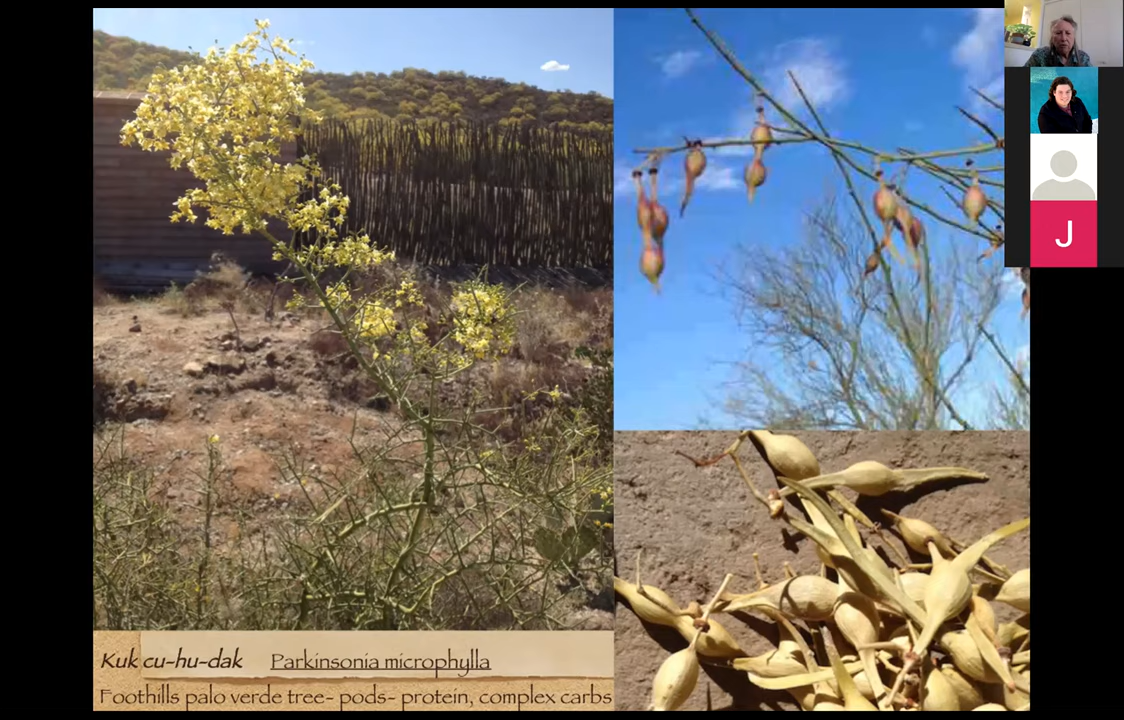 J
Kuk cu-hu-dak Parkinsonia microphylla
Foothills palo verde tree- pods- protein, complex carbs